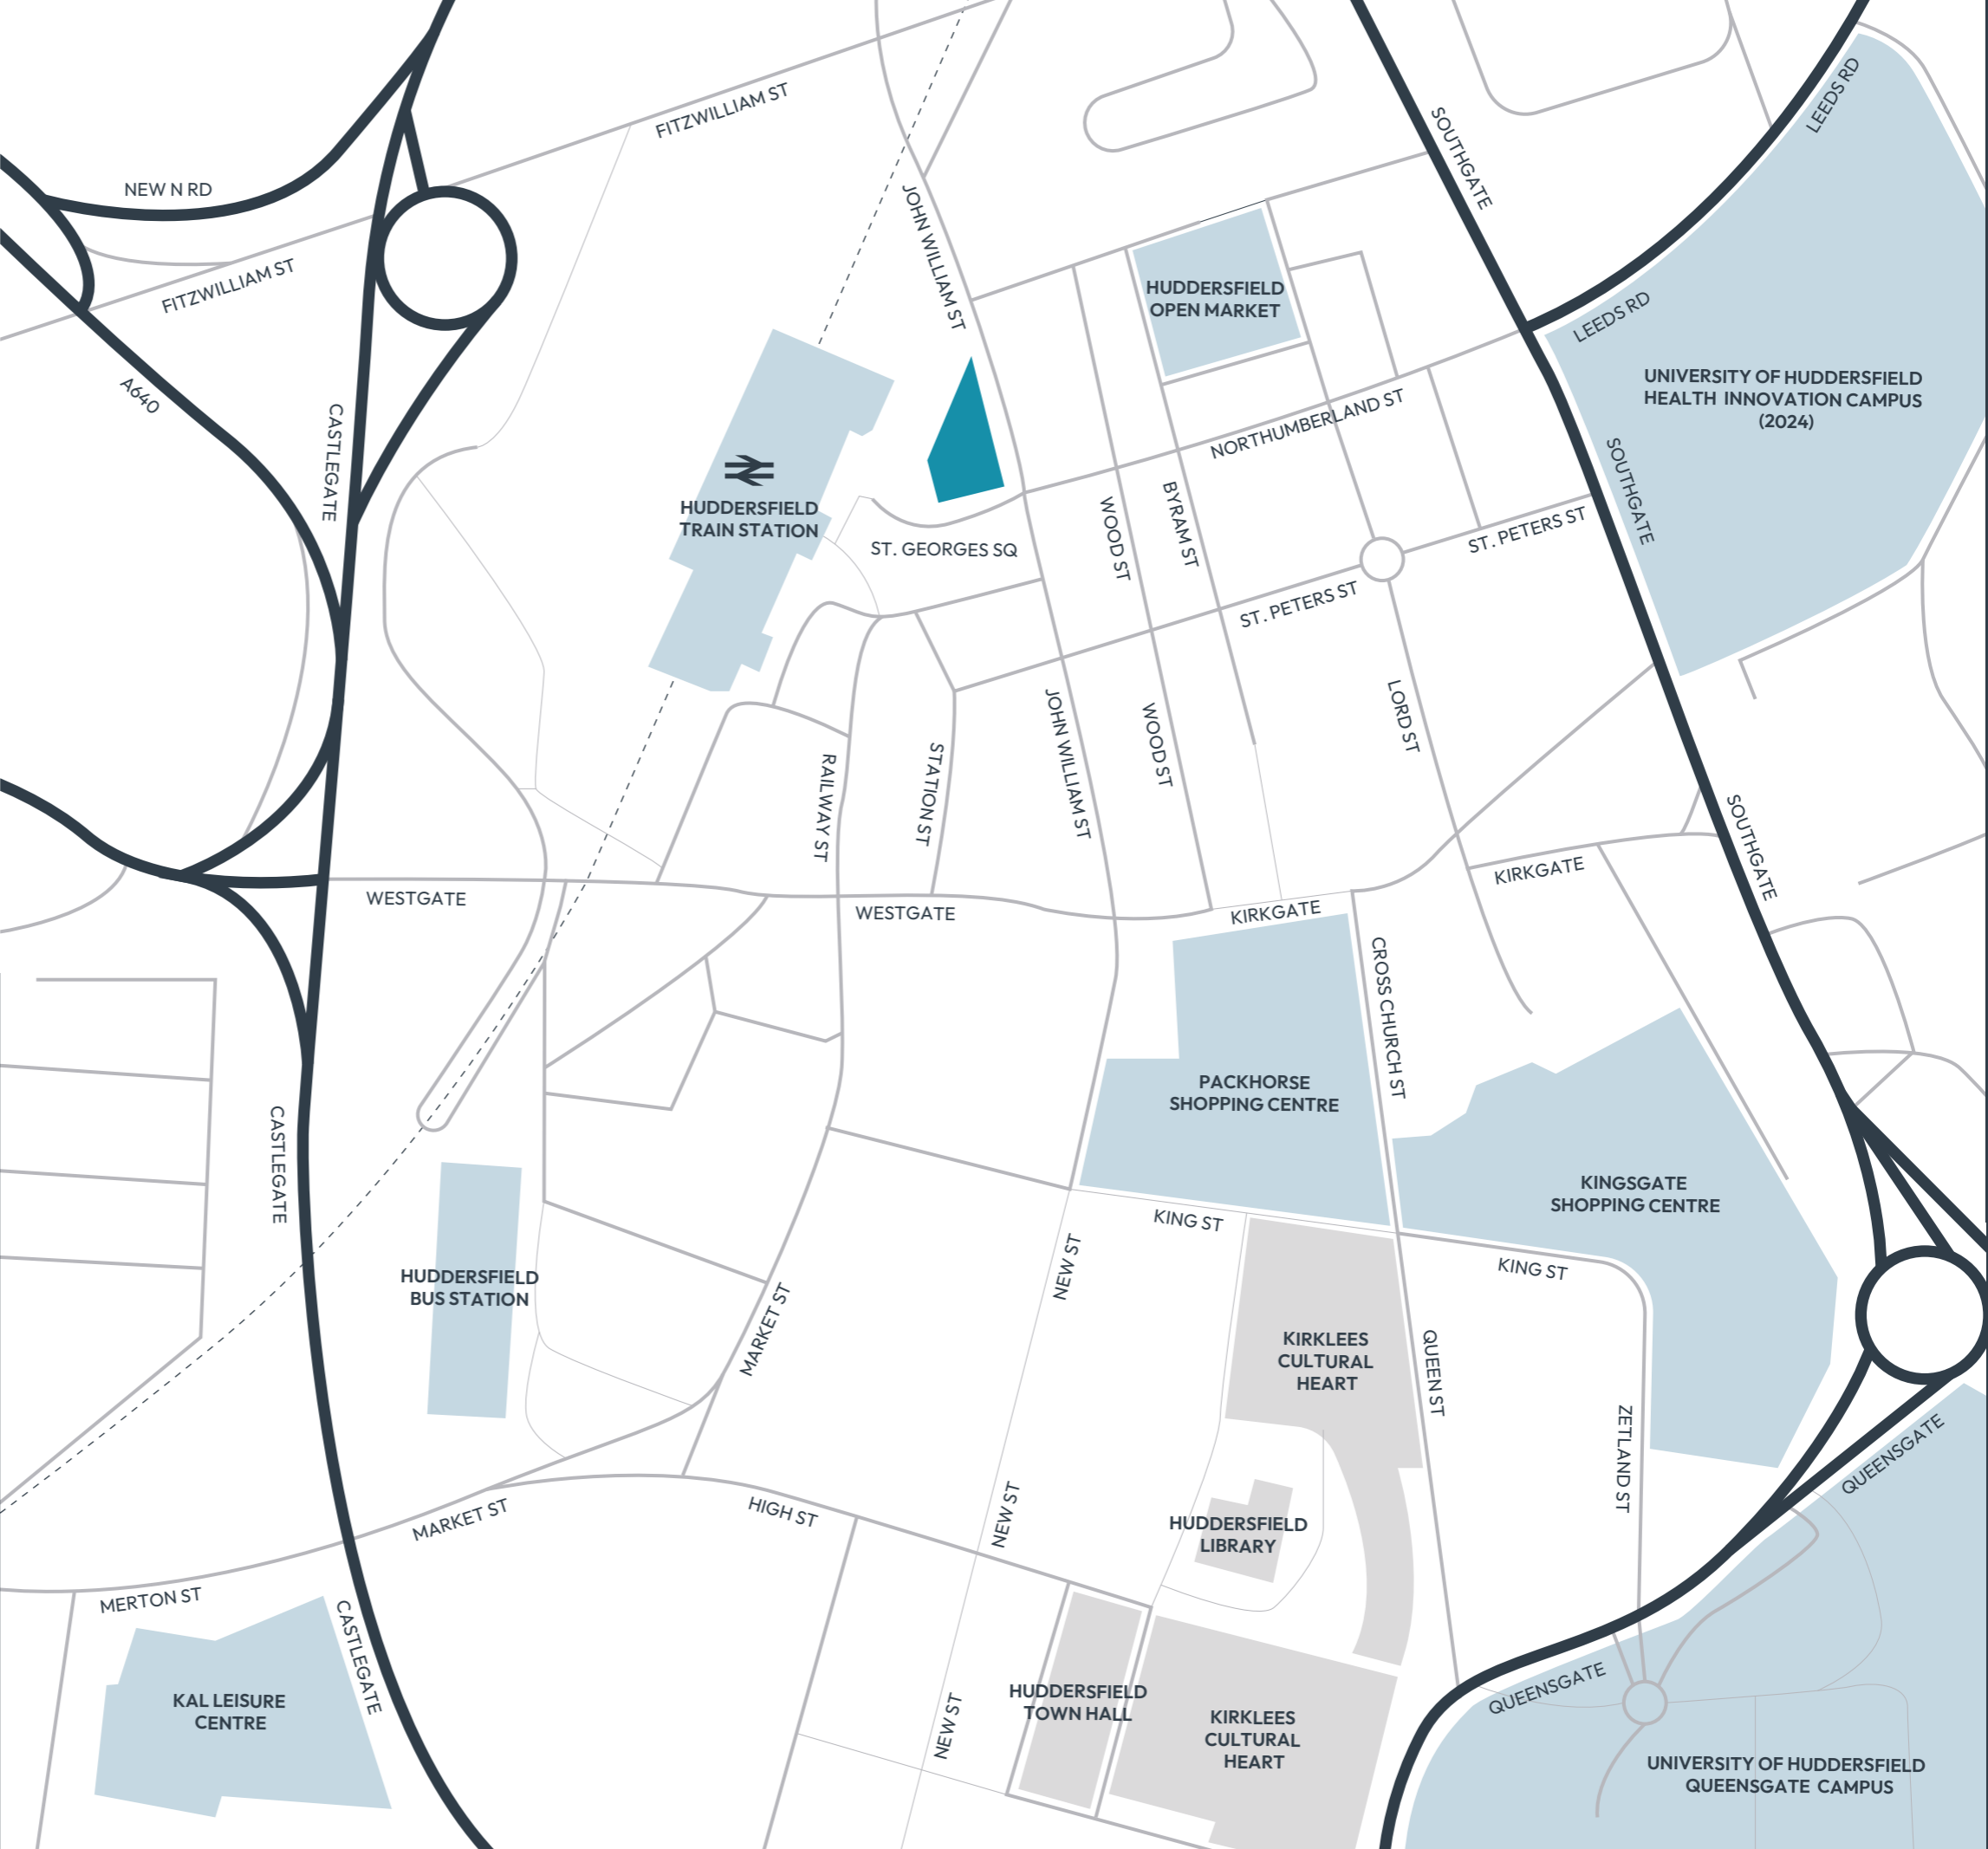 FITZWILLIAM ST
NEW N RD
FITZWILLIAM ST
A640
CASTLEGATE
JOHN WILLIAM ST
SOUTHGATE
LEEDS RD
LEEDS RD
HUDDERSFIELD
OPEN MARKET
UNIVERSITY OF HUDDERSFIELD
HEALTH INNOVATION CAMPUS
(2024)
NORTHUMBERLAND ST
SOUTHGATE
HUDDERSFIELD
TRAIN STATION
ST. GEORGES SQ
WOOD ST
BYRAM ST
ST. PETERS ST
ST. PETERS ST
RAILWAY ST
STATION ST
JOHN WILLIAM ST
WOOD ST
LORD ST
SOUTHGATE
KIRKGATE
WESTGATE
WESTGATE
KIRKGATE
CROSS CHURCH ST
PACKHORSE
SHOPPING CENTRE
CASTLEGATE
KINGSGATE
SHOPPING CENTRE
KING ST
KING ST
NEW ST
HUDDERSFIELD
BUS STATION
MARKET ST
KIRKLEES
CULTURAL
HEART
QUEEN ST
ZETLAND ST
QUEENSGATE
MARKET ST
HIGH ST
NEW ST
HUDDERSFIELD
LIBRARY
MERTON ST
CASTLEGATE
KAL LEISURE
CENTRE
NEW ST
HUDDERSFIELD
TOWN HALL
KIRKLEES
CULTURAL
HEART
QUEENSGATE
UNIVERSITY OF HUDDERSFIELD
QUEENSGATE CAMPUS